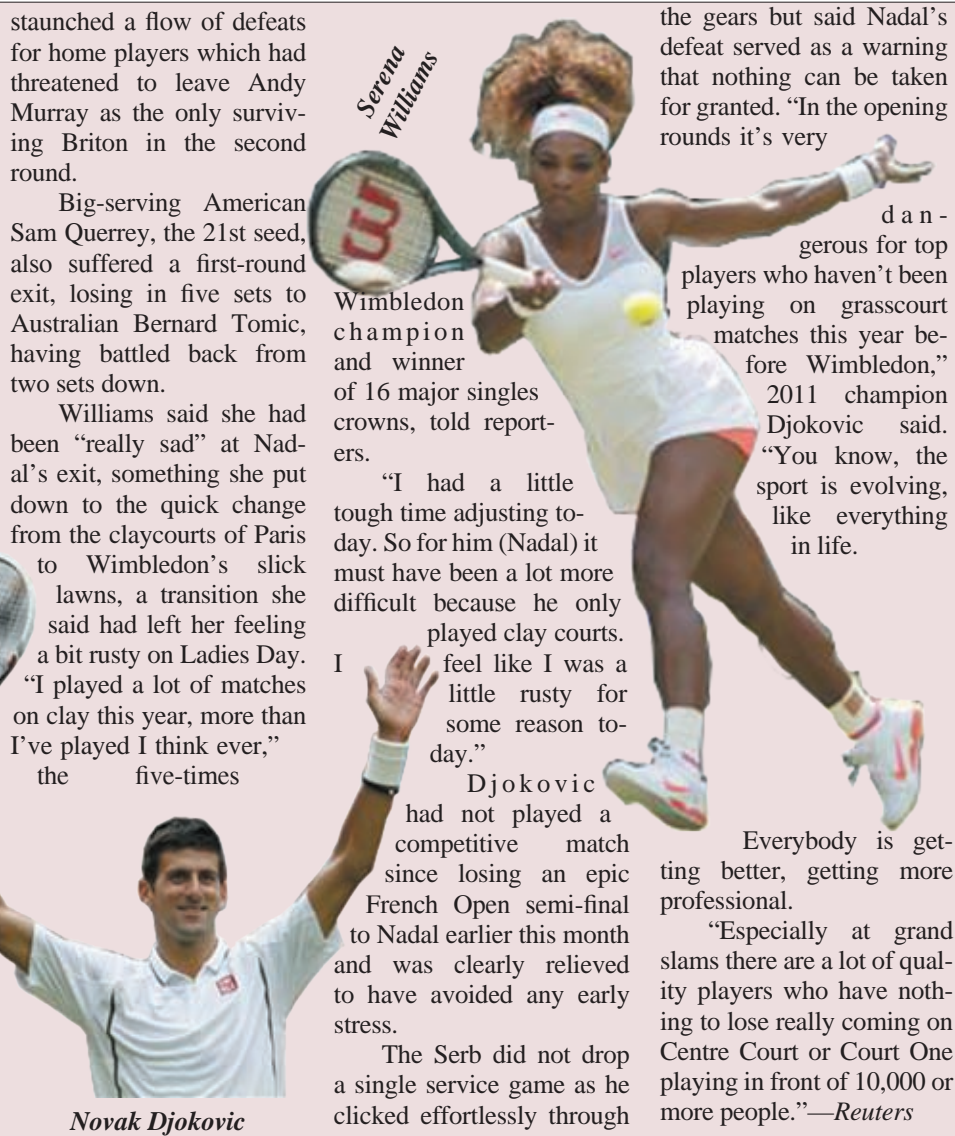 staunched a flow of defeats
for home players which had
threatened to leave Andy
Murray as the only surviv-
ing Briton in the second
round.
Big-serving American
Sam Querrey, the 21st seed,
also suffered a first-round
exit, losing in five sets to
Australian Bernard Tomic,
having battled back from
two sets down.
Williams said she had
been “really sad” at Nad-
al’s exit, something she put
down to the quick change
from the claycourts of Paris
to Wimbledon’s slick
lawns, a transition she
said had left her feeling
a bit rusty on Ladies Day.
“I played a lot of matches
on clay this year, more than
I’ve played I think ever,”
the five-times
Novak Djokovic
Serena
Williams
W
Wimbledon
champion
and winner
of 16 major singles
crowns, told report-
ers.
“I had a little
tough time adjusting to-
day. So for him (Nadal) it
must have been a lot more
difficult because he only
played clay courts.
I feel like I was a
little rusty for
some reason to-
day.”
Djokovic
had not played a
competitive match
since losing an epic
French Open semi-final
to Nadal earlier this month
and was clearly relieved
to have avoided any early
stress.
The Serb did not drop
a single service game as he
clicked effortlessly through
the gears but said Nadal’s
defeat served as a warning
that nothing can be taken
for granted. “In the opening
rounds it’s very
dan-
gerous for top
players who haven’t been
playing on grasscourt
matches this year be-
fore Wimbledon,”
2011 champion
Djokovic said.
“You know, the
sport is evolving,
like everything
in life.
Everybody is get-
ting better, getting more
professional.
“Especially at grand
slams there are a lot of qual-
ity players who have noth-
ing to lose really coming on
Centre Court or Court One
playing in front of 10,000 or
more people.”—Reuters